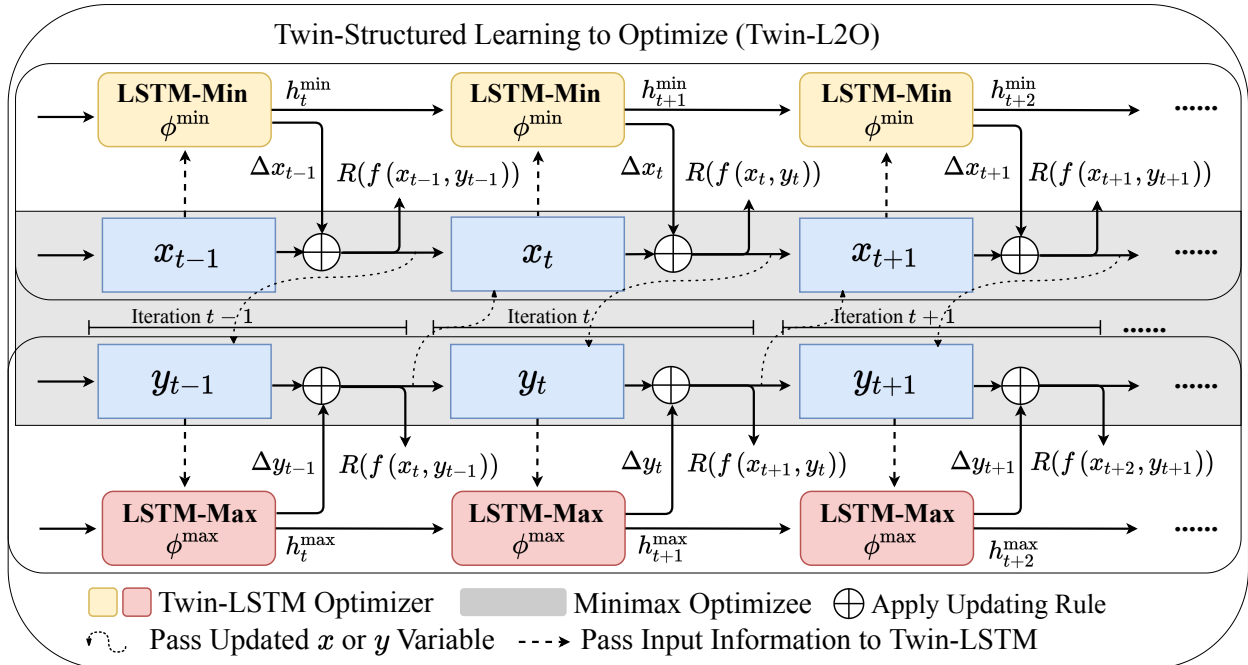 Twin-Structured Learning to Optimize (Twin-L2O)
LSTM-Min
ϕ^min
h_t^min
LSTM-Min
ϕ^min
h_{t+1}^min
LSTM-Min
ϕ^min
h_{t+2}^min
......
Δx_{t−1}
R(f(x_{t−1}, y_{t−1}))
Δx_t
R(f(x_t, y_t))
Δx_{t+1}
R(f(x_{t+1}, y_{t+1}))
x_{t−1}
x_t
x_{t+1}
......
Iteration t − 1
Iteration t
Iteration t + 1
......
y_{t−1}
y_t
y_{t+1}
......
Δy_{t−1}
R(f(x_t, y_{t−1}))
Δy_t
R(f(x_{t+1}, y_t))
Δy_{t+1}
R(f(x_{t+2}, y_{t+1}))
LSTM-Max
ϕ^max
h_t^max
LSTM-Max
ϕ^max
h_{t+1}^max
LSTM-Max
ϕ^max
h_{t+2}^max
......
Twin-LSTM Optimizer
Minimax Optimizee
Apply Updating Rule
Pass Updated x or y Variable
Pass Input Information to Twin-LSTM